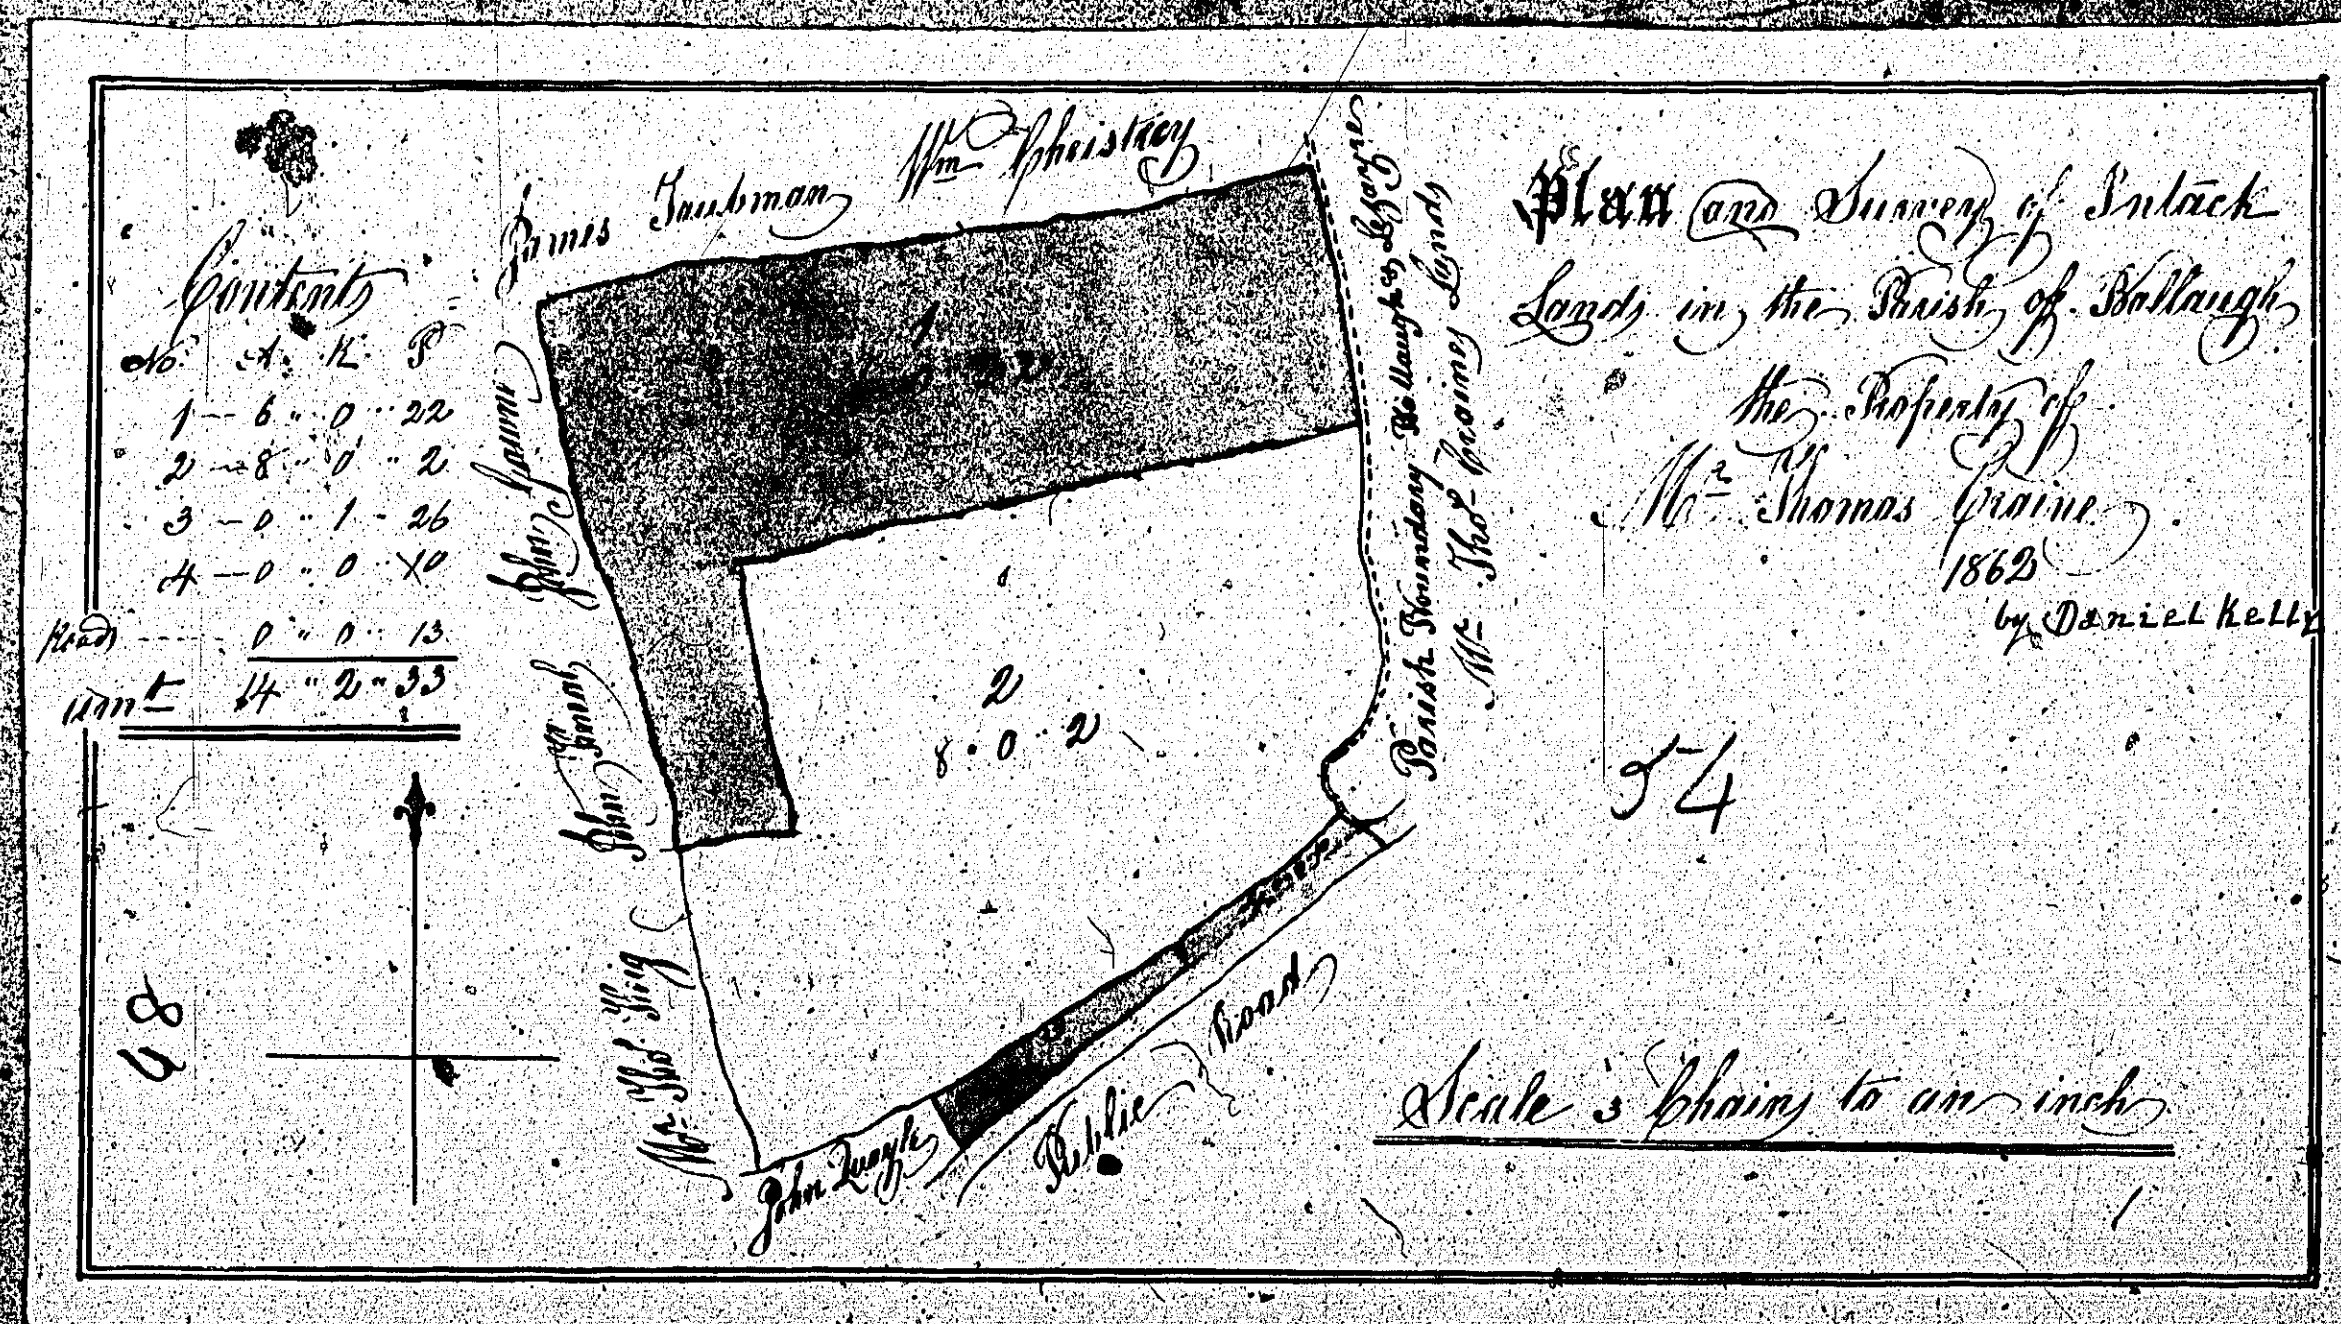 Plan and Survey of Intack
Lands in the Parish of Ballaugh
the Property of
Mr Thomas Craine
1862
by Daniel Kelly
Contents
No. A. R. P
1 -- 6 " 0 " 22
2 -- 8 " 0 " 2
3 -- 0 " 1 - 26
4 -- 0 " 0 " 10
Road ----- 0 " 0 " 13
14 " 2 " 33
James Taubman
Wm Christory
John
John
Mr Thos King
John Quayle
Public Road
Parish Boundary Ballaugh &
Mr Thos Craines Lands
1
2
8 . 0 .. 2
54
68
Scale 3 Chains to an inch